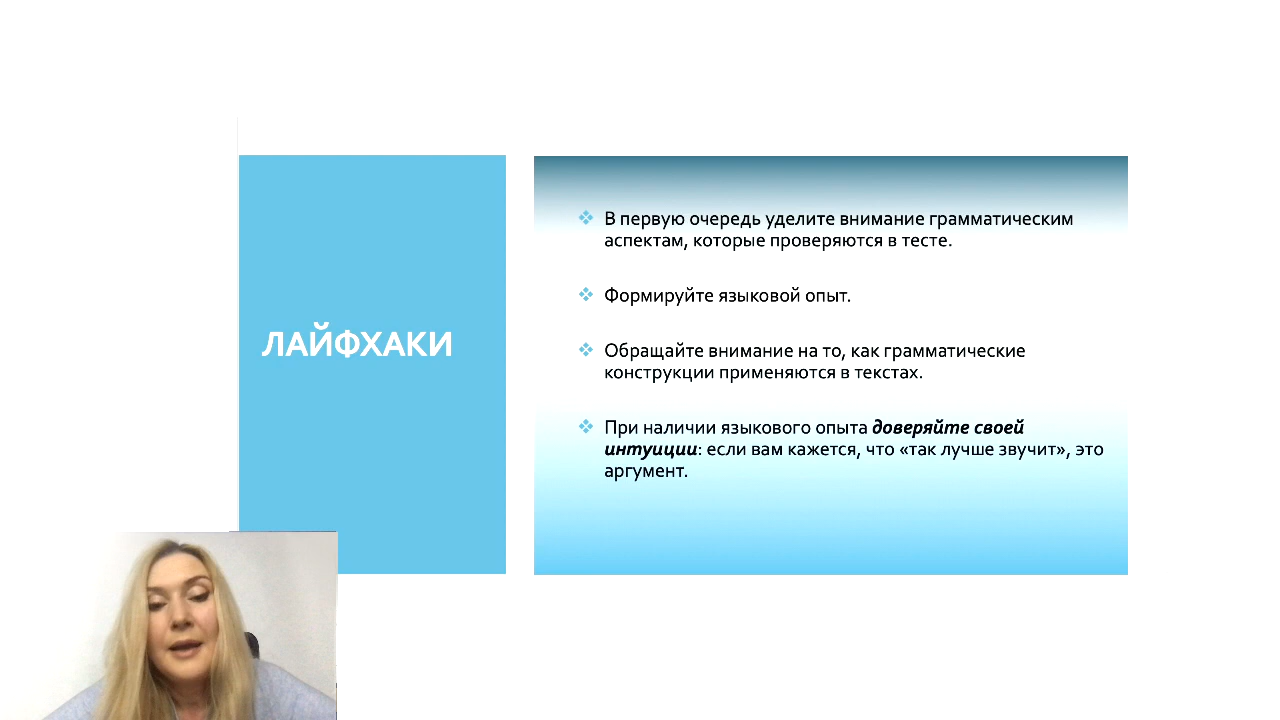 ЛАЙФХАКИ
В первую очередь уделите внимание грамматическим
аспектам, которые проверяются в тесте.
Формируйте языковой опыт.
Обращайте внимание на то, как грамматические
конструкции применяются в текстах.
При наличии языкового опыта доверяйте своей
интуиции: если вам кажется, что «так лучше звучит», это
аргумент.